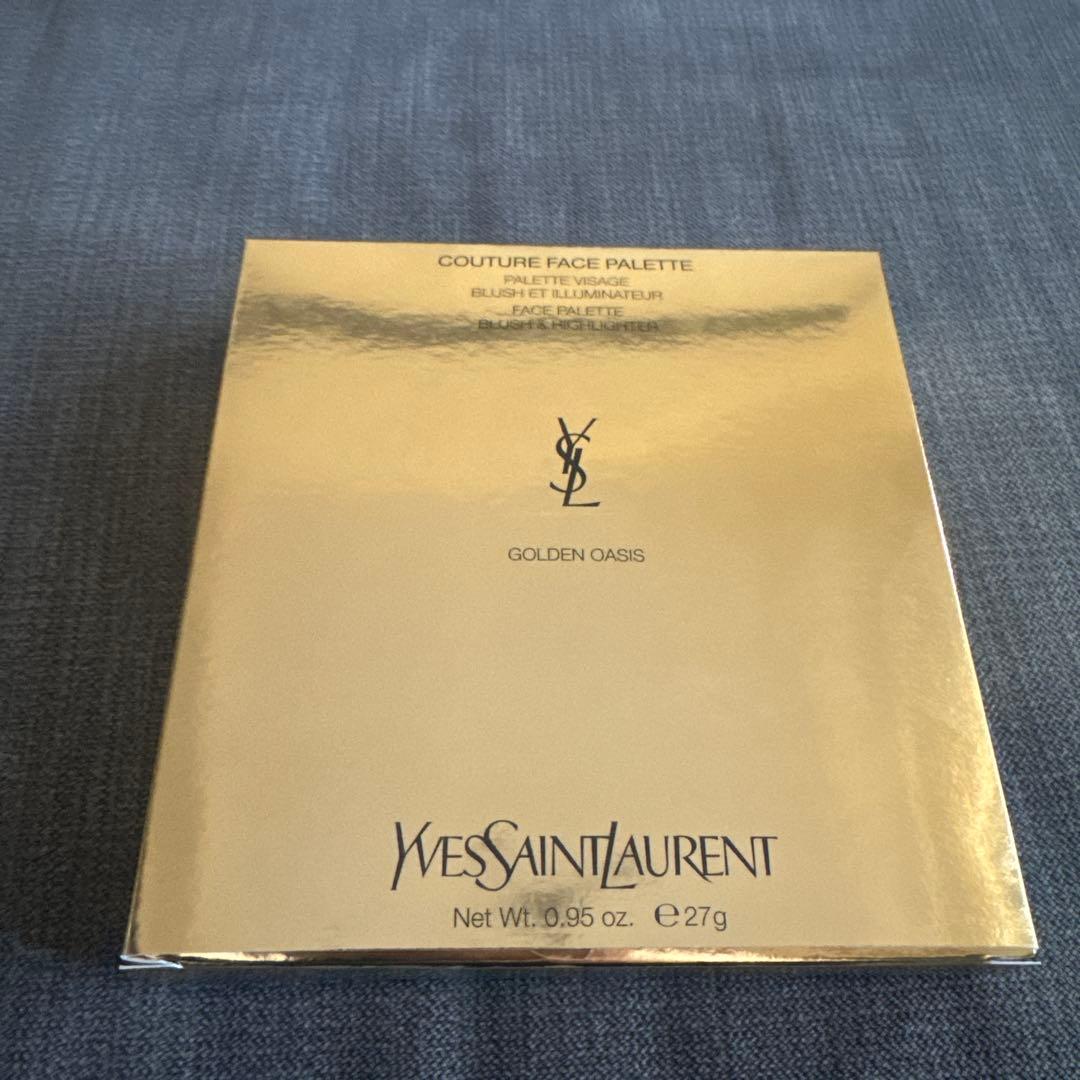 COUTURE FACE PALETTE
PALETTE VISAGE
BLUSH ET ILLUMINATEUR
FACE PALETTE
BLUSH & HIGHLIGHTER
YSL
GOLDEN OASIS
YVESSAINTLAURENT
Net Wt. 0.95 oz. ℮27g